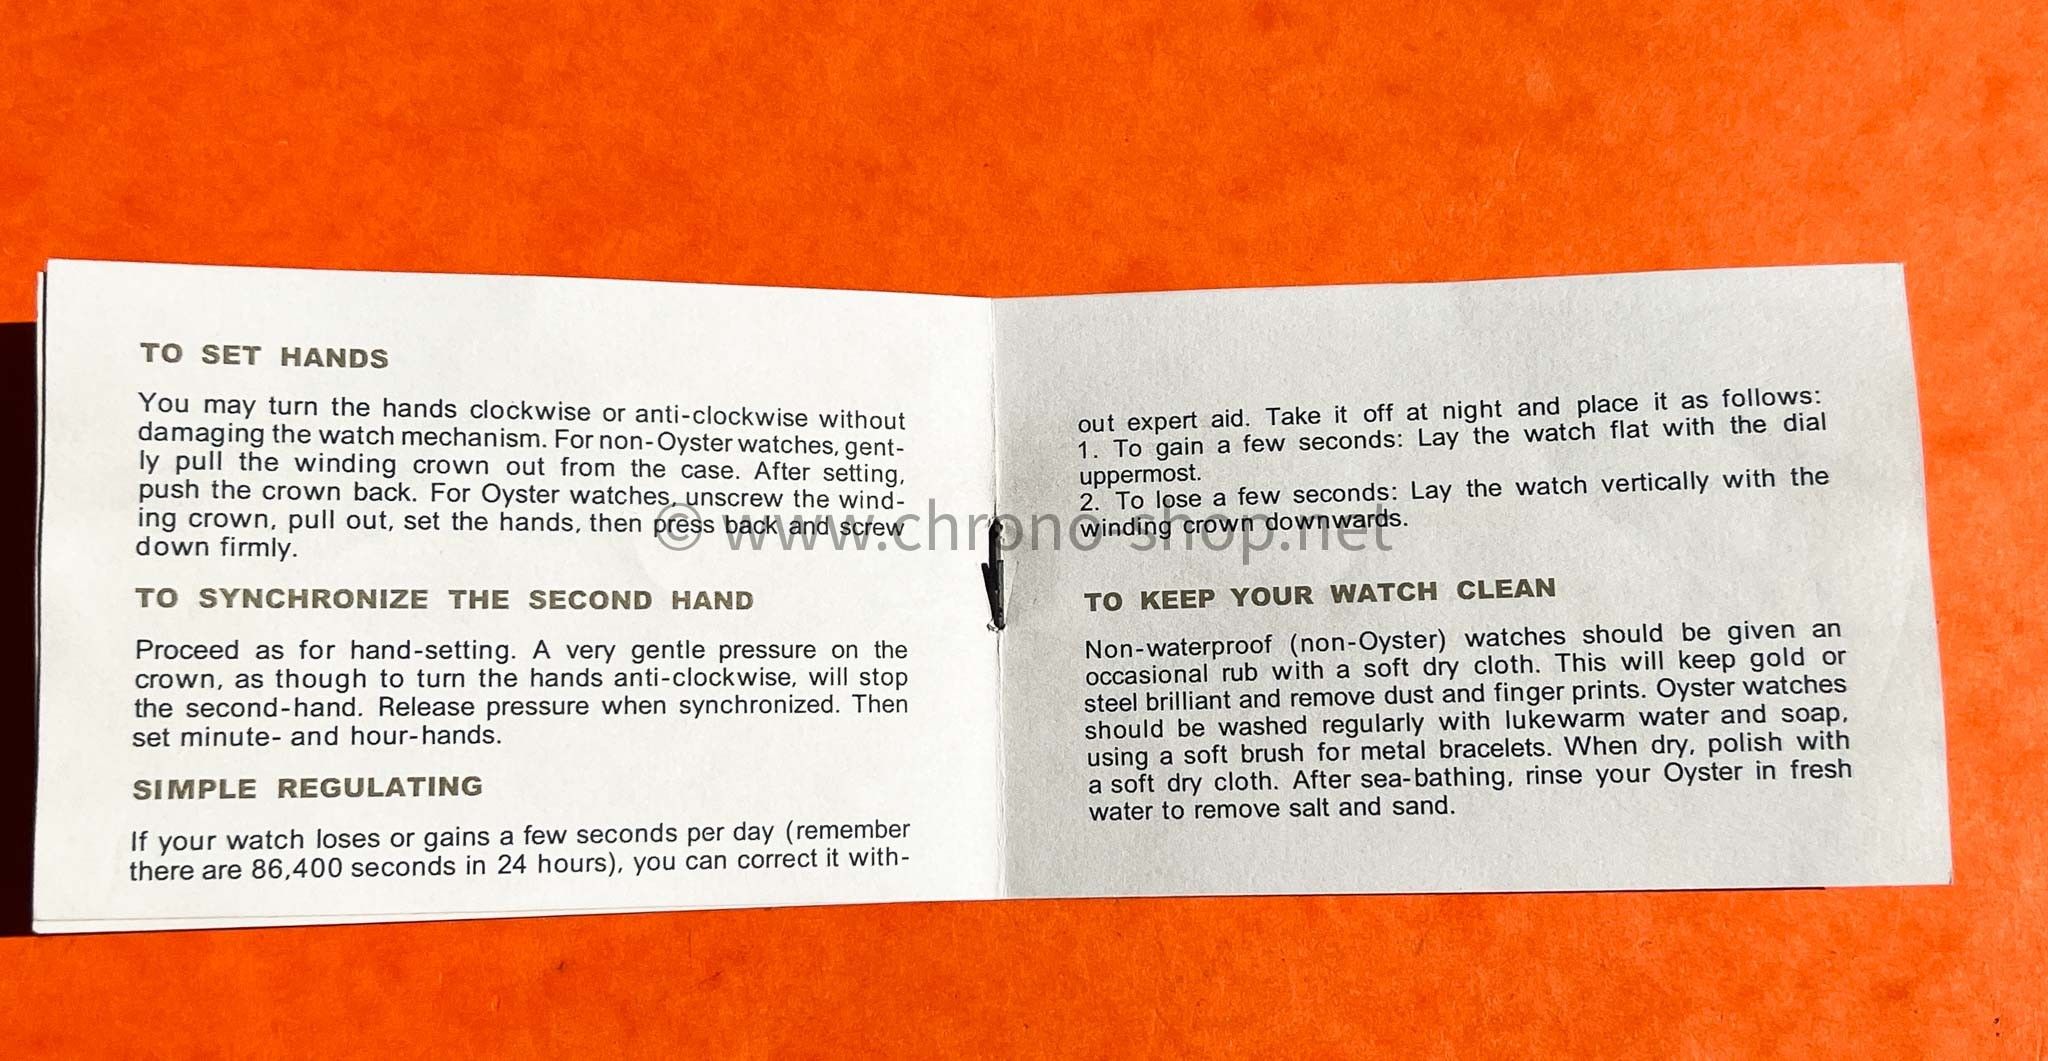 TO SET HANDS
You may turn the hands clockwise or anti-clockwise without
damaging the watch mechanism. For non-Oyster watches, gent-
ly pull the winding crown out from the case. After setting,
push the crown back. For Oyster watches, unscrew the wind-
ing crown, pull out, set the hands, then press back and screw
down firmly.
TO SYNCHRONIZE THE SECOND HAND
Proceed as for hand-setting. A very gentle pressure on the
crown, as though to turn the hands anti-clockwise, will stop
the second-hand. Release pressure when synchronized. Then
set minute- and hour-hands.
SIMPLE REGULATING
If your watch loses or gains a few seconds per day (remember
there are 86,400 seconds in 24 hours), you can correct it with-
out expert aid. Take it off at night and place it as follows:
1. To gain a few seconds: Lay the watch flat with the dial
uppermost.
2. To lose a few seconds: Lay the watch vertically with the
winding crown downwards.
TO KEEP YOUR WATCH CLEAN
Non-waterproof (non-Oyster) watches should be given an
occasional rub with a soft dry cloth. This will keep gold or
steel brilliant and remove dust and finger prints. Oyster watches
should be washed regularly with lukewarm water and soap,
using a soft brush for metal bracelets. When dry, polish with
a soft dry cloth. After sea-bathing, rinse your Oyster in fresh
water to remove salt and sand.
© www.chrono-shop.net